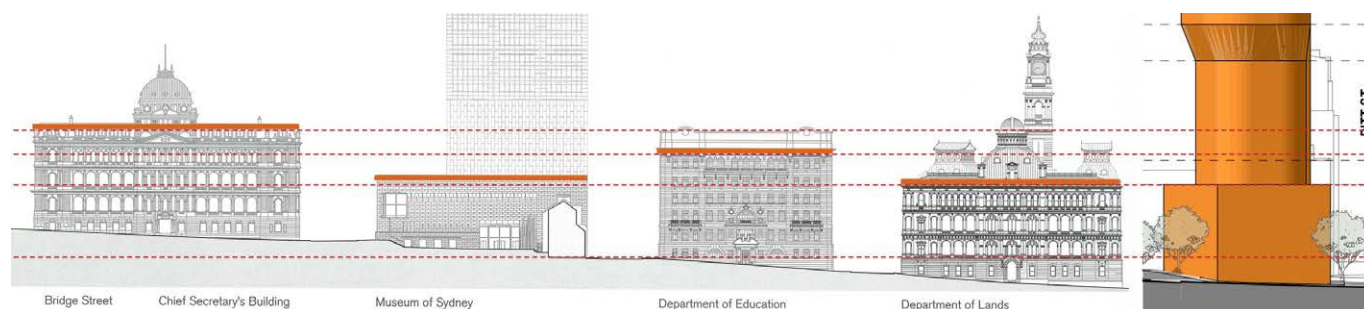 Bridge Street
Chief Secretary's Building
Museum of Sydney
Department of Education
Department of Lands